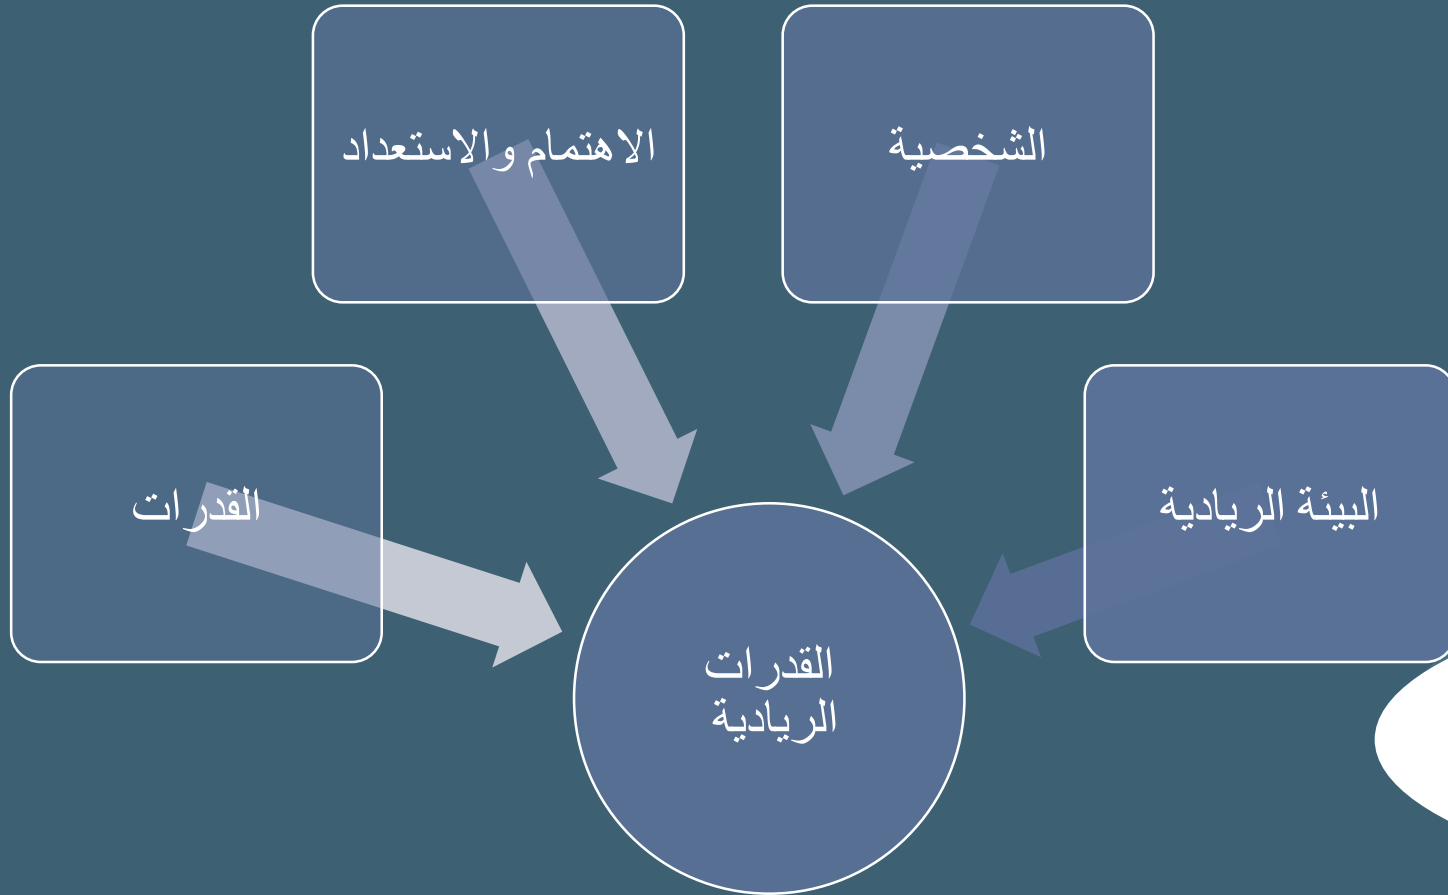 الشخصية
الاهتمام والاستعداد
البيئة الريادية
القدرات
القدرات
الريادية